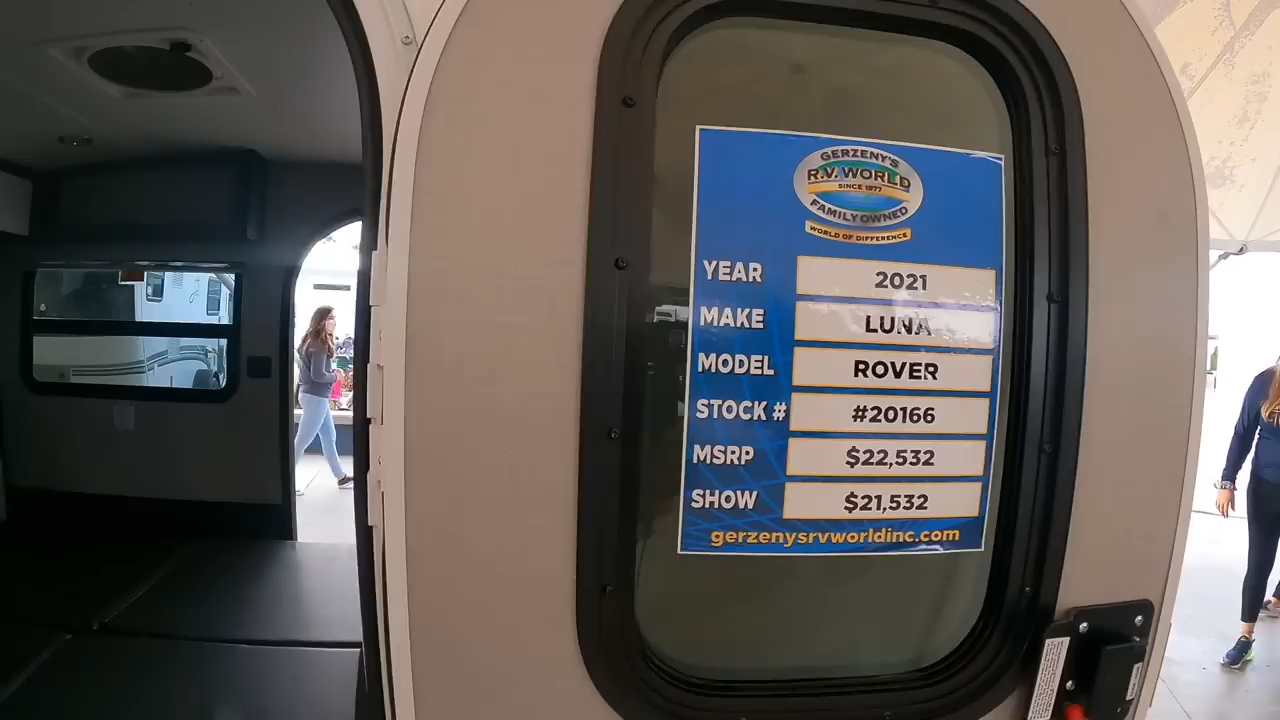 GERZENY'S
R.V. WORLD
SINCE 1977
FAMILY OWNED
WORLD OF DIFFERENCE
YEAR 2021
MAKE LUNA
MODEL ROVER
STOCK # #20166
MSRP $22,532
SHOW $21,532
gerzenysrvworldinc.com